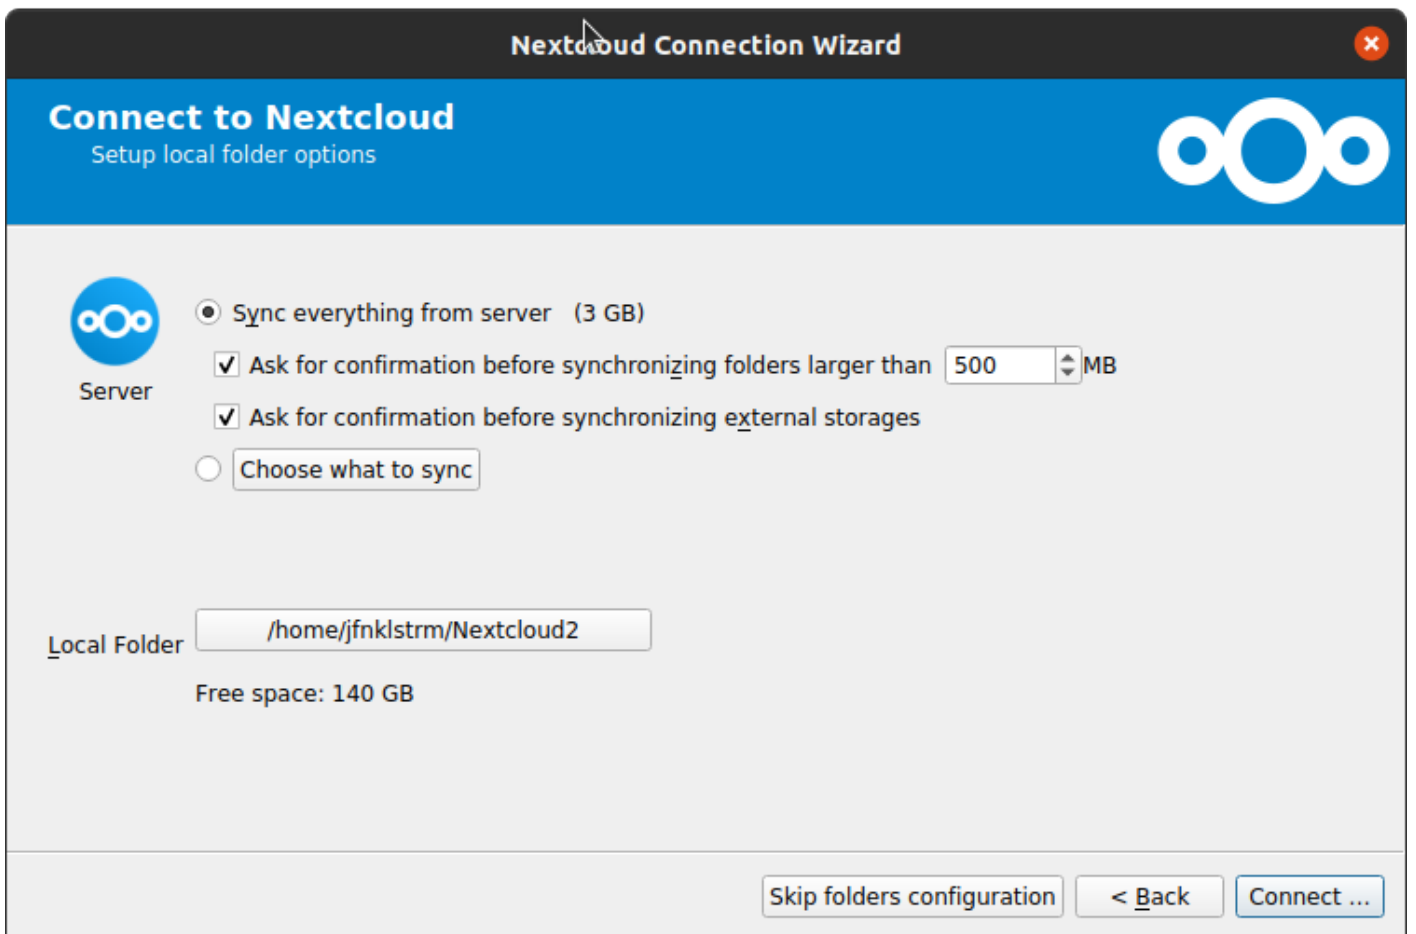 Nextcloud Connection Wizard
Connect to Nextcloud
Setup local folder options
Sync everything from server (3 GB)
Ask for confirmation before synchronizing folders larger than 500 MB
Server
Ask for confirmation before synchronizing external storages
Choose what to sync
Local Folder /home/jfnklstrm/Nextcloud2
Free space: 140 GB
Skip folders configuration < Back Connect ...